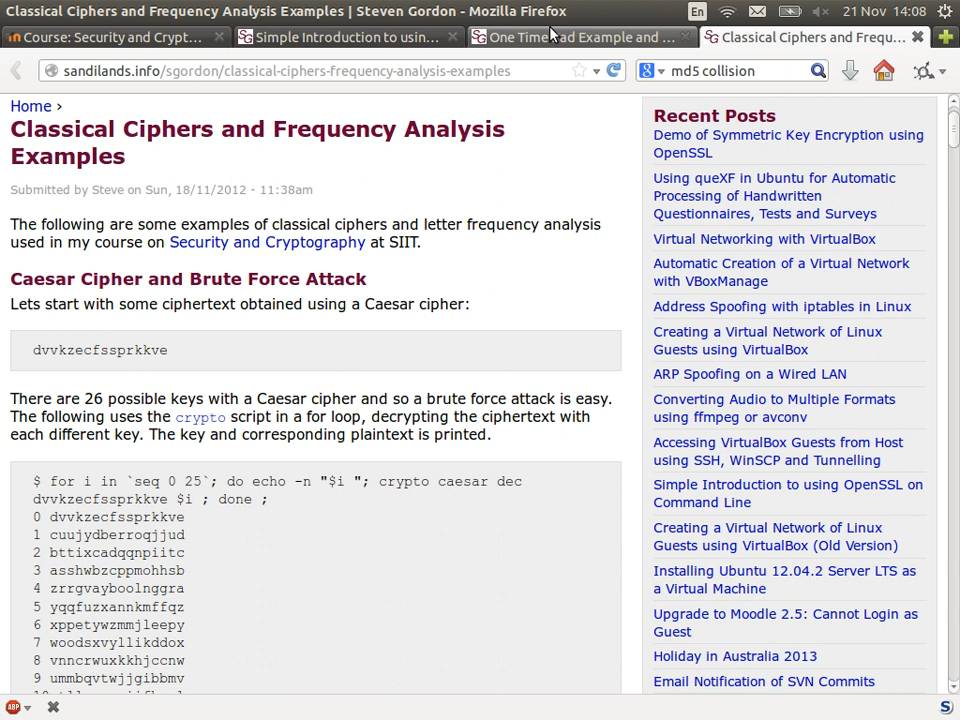 Classical Ciphers and Frequency Analysis Examples | Steven Gordon - Mozilla Firefox
En
21 Nov 14:08
Course: Security and Crypt...
Simple Introduction to usin...
One Time Pad Example and ...
Classical Ciphers and Frequ...
sandilands.info/sgordon/classical-ciphers-frequency-analysis-examples
md5 collision
Home ›
Classical Ciphers and Frequency Analysis
Examples
Submitted by Steve on Sun, 18/11/2012 - 11:38am
The following are some examples of classical ciphers and letter frequency analysis
used in my course on Security and Cryptography at SIIT.
Caesar Cipher and Brute Force Attack
Lets start with some ciphertext obtained using a Caesar cipher:
dvvkzecfssprkkve
There are 26 possible keys with a Caesar cipher and so a brute force attack is easy.
The following uses the crypto script in a for loop, decrypting the ciphertext with
each different key. The key and corresponding plaintext is printed.
$ for i in `seq 0 25`; do echo -n "$i "; crypto caesar dec
dvvkzecfssprkkve $i ; done ;
0 dvvkzecfssprkkve
1 cuujydberroqjjud
2 bttixcadqqnpiitc
3 asshwbzcppmohhsb
4 zrrgvayboolnggra
5 yqqfuzxannkmffqz
6 xppetywzmmjleepy
7 woodsxvyllikddox
8 vnncrwuxkkhjccnw
9 ummbqvtwjjgibbmv
Recent Posts
Demo of Symmetric Key Encryption using
OpenSSL
Using queXF in Ubuntu for Automatic
Processing of Handwritten
Questionnaires, Tests and Surveys
Virtual Networking with VirtualBox
Automatic Creation of a Virtual Network
with VBoxManage
Address Spoofing with iptables in Linux
Creating a Virtual Network of Linux
Guests using VirtualBox
ARP Spoofing on a Wired LAN
Converting Audio to Multiple Formats
using ffmpeg or avconv
Accessing VirtualBox Guests from Host
using SSH, WinSCP and Tunnelling
Simple Introduction to using OpenSSL on
Command Line
Creating a Virtual Network of Linux
Guests using VirtualBox (Old Version)
Installing Ubuntu 12.04.2 Server LTS as
a Virtual Machine
Upgrade to Moodle 2.5: Cannot Login as
Guest
Holiday in Australia 2013
Email Notification of SVN Commits
ABP
S